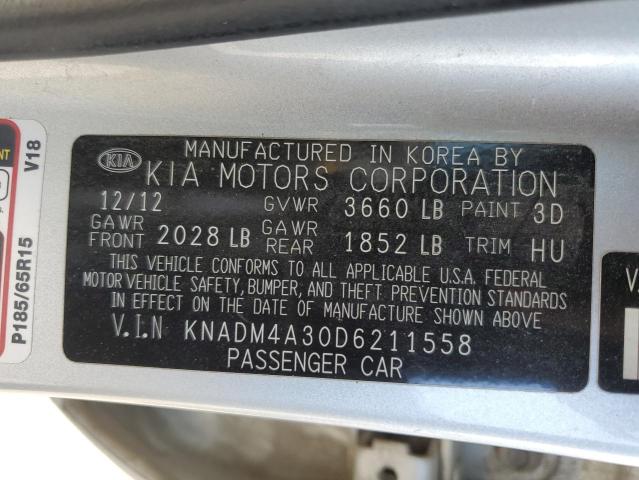 KIA
MANUFACTURED IN KOREA BY
KIA MOTORS CORPORATION
12/12 GVWR 3660 LB PAINT 3D
GAWR FRONT 2028 LB GAWR REAR 1852 LB TRIM HU
THIS VEHICLE CONFORMS TO ALL APPLICABLE U.S.A. FEDERAL
MOTOR VEHICLE SAFETY, BUMPER, AND THEFT PREVENTION STANDARDS
IN EFFECT ON THE DATE OF MANUFACTURE SHOWN ABOVE
V.I.N KNADM4A30D6211558
PASSENGER CAR
V18
P185/65R15